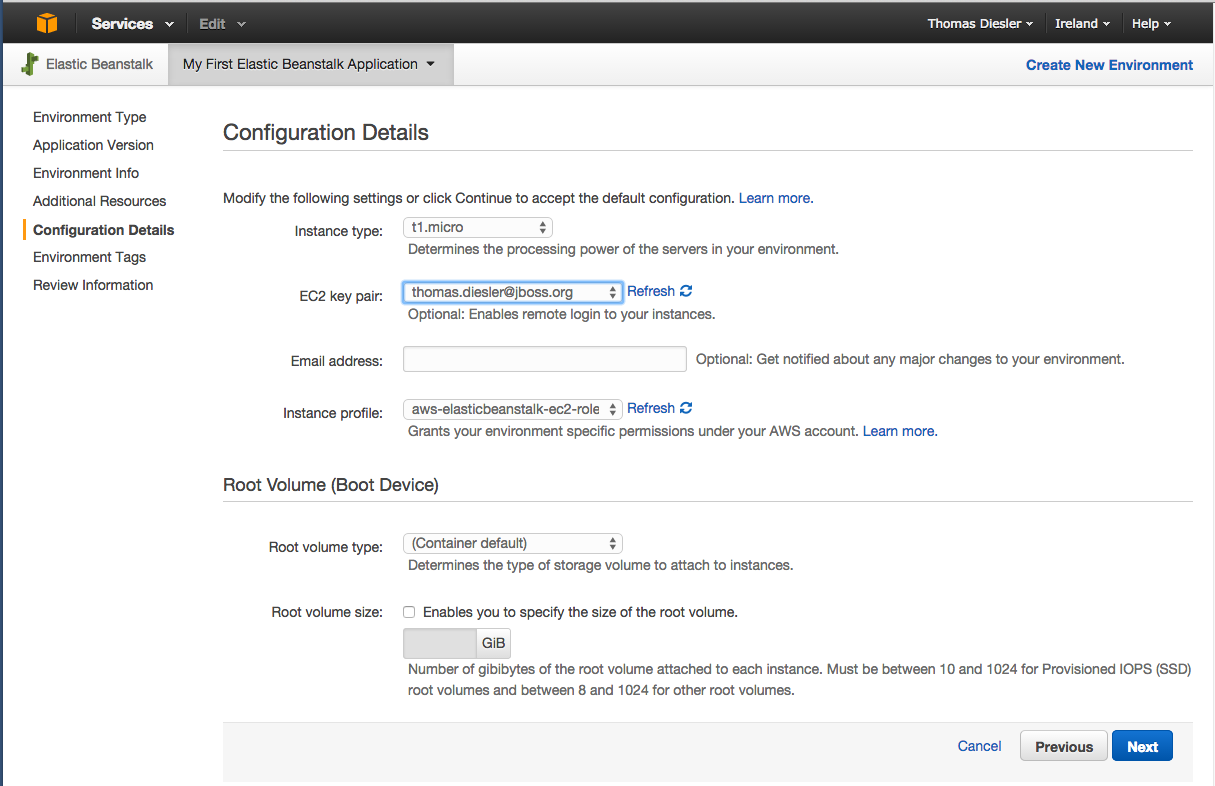 Services Edit Thomas Diesler Ireland Help
Elastic Beanstalk My First Elastic Beanstalk Application Create New Environment
Environment Type
Application Version
Environment Info
Additional Resources
Configuration Details
Environment Tags
Review Information
Configuration Details
Modify the following settings or click Continue to accept the default configuration. Learn more.
Instance type: t1.micro
Determines the processing power of the servers in your environment.
EC2 key pair: thomas.diesler@jboss.org Refresh
Optional: Enables remote login to your instances.
Email address: Optional: Get notified about any major changes to your environment.
Instance profile: aws-elasticbeanstalk-ec2-role Refresh
Grants your environment specific permissions under your AWS account. Learn more.
Root Volume (Boot Device)
Root volume type: (Container default)
Determines the type of storage volume to attach to instances.
Root volume size: Enables you to specify the size of the root volume.
GiB
Number of gibibytes of the root volume attached to each instance. Must be between 10 and 1024 for Provisioned IOPS (SSD)
root volumes and between 8 and 1024 for other root volumes.
Cancel Previous Next